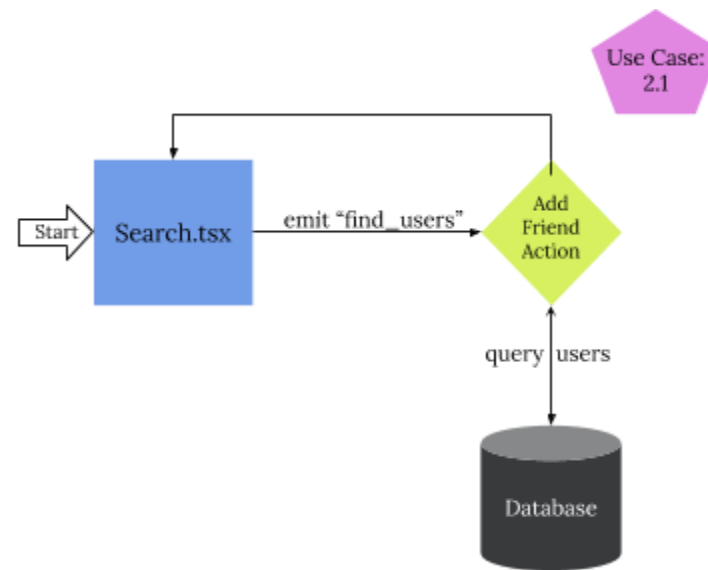 Use Case:
2.1
Start
Search.tsx
emit “find_users”
Add
Friend
Action
query users
Database